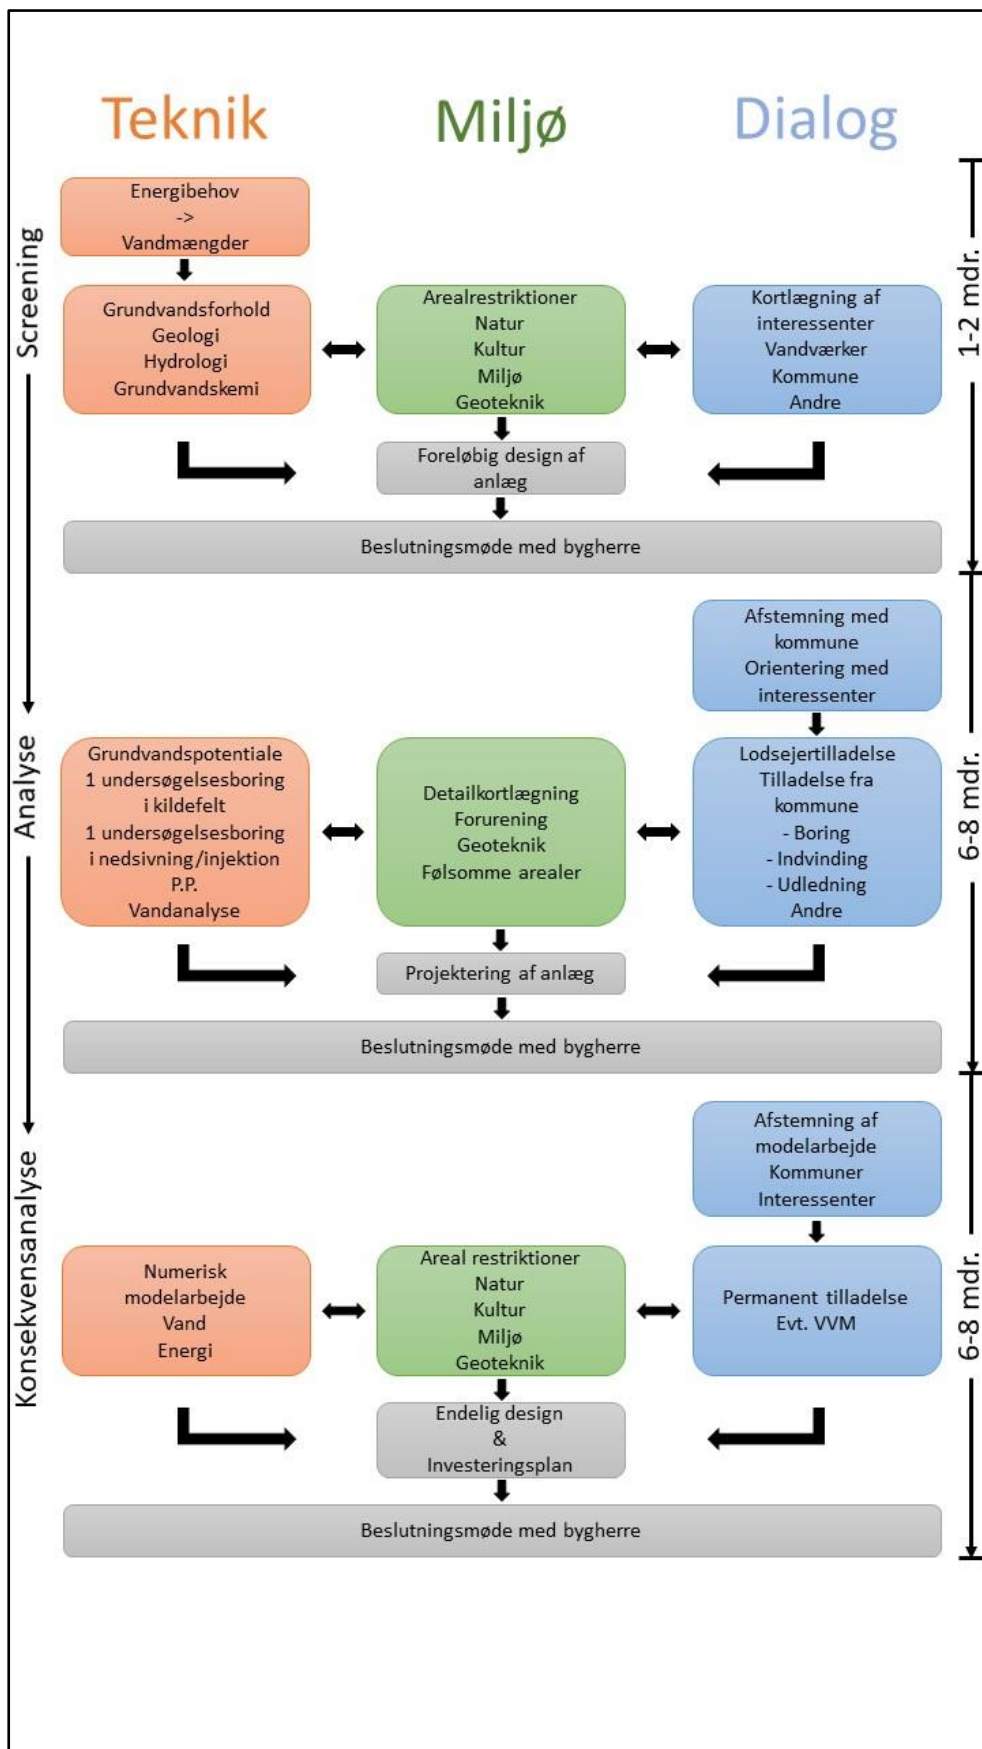 Teknik
Miljø
Dialog
Screening
1-2 mdr.
Energibehov
->
Vandmængder
Grundvandsforhold
Geologi
Hydrologi
Grundvandskemi
Arealrestriktioner
Natur
Kultur
Miljø
Geoteknik
Kortlægning af
interessenter
Vandværker
Kommune
Andre
Foreløbig design af
anlæg
Beslutningsmøde med bygherre
Analyse
6-8 mdr.
Afstemning med
kommune
Orientering med
interessenter
Grundvandspotentiale
1 undersøgelsesboring
i kildefelt
1 undersøgelsesboring
i nedsivning/injektion
P.P.
Vandanalyse
Detailkortlægning
Forurening
Geoteknik
Følsomme arealer
Lodsejertilladelse
Tilladelse fra
kommune
- Boring
- Indvinding
- Udledning
Andre
Projektering af anlæg
Beslutningsmøde med bygherre
Konsekvensanalyse
6-8 mdr.
Afstemning af
modelarbejde
Kommuner
Interessenter
Numerisk
modelarbejde
Vand
Energi
Areal restriktioner
Natur
Kultur
Miljø
Geoteknik
Permanent tilladelse
Evt. VVM
Endelig design
&
Investeringsplan
Beslutningsmøde med bygherre